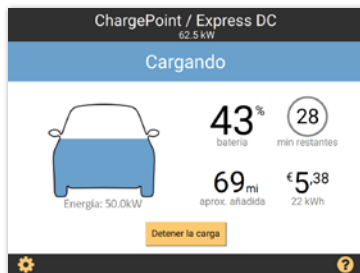 ChargePoint / Express DC
62.5 kW
Cargando
43%
batería
28
min restantes
69mi
aprox. añadida
€5,38
22 kWh
Energía: 50.0kW
Detener la carga
?